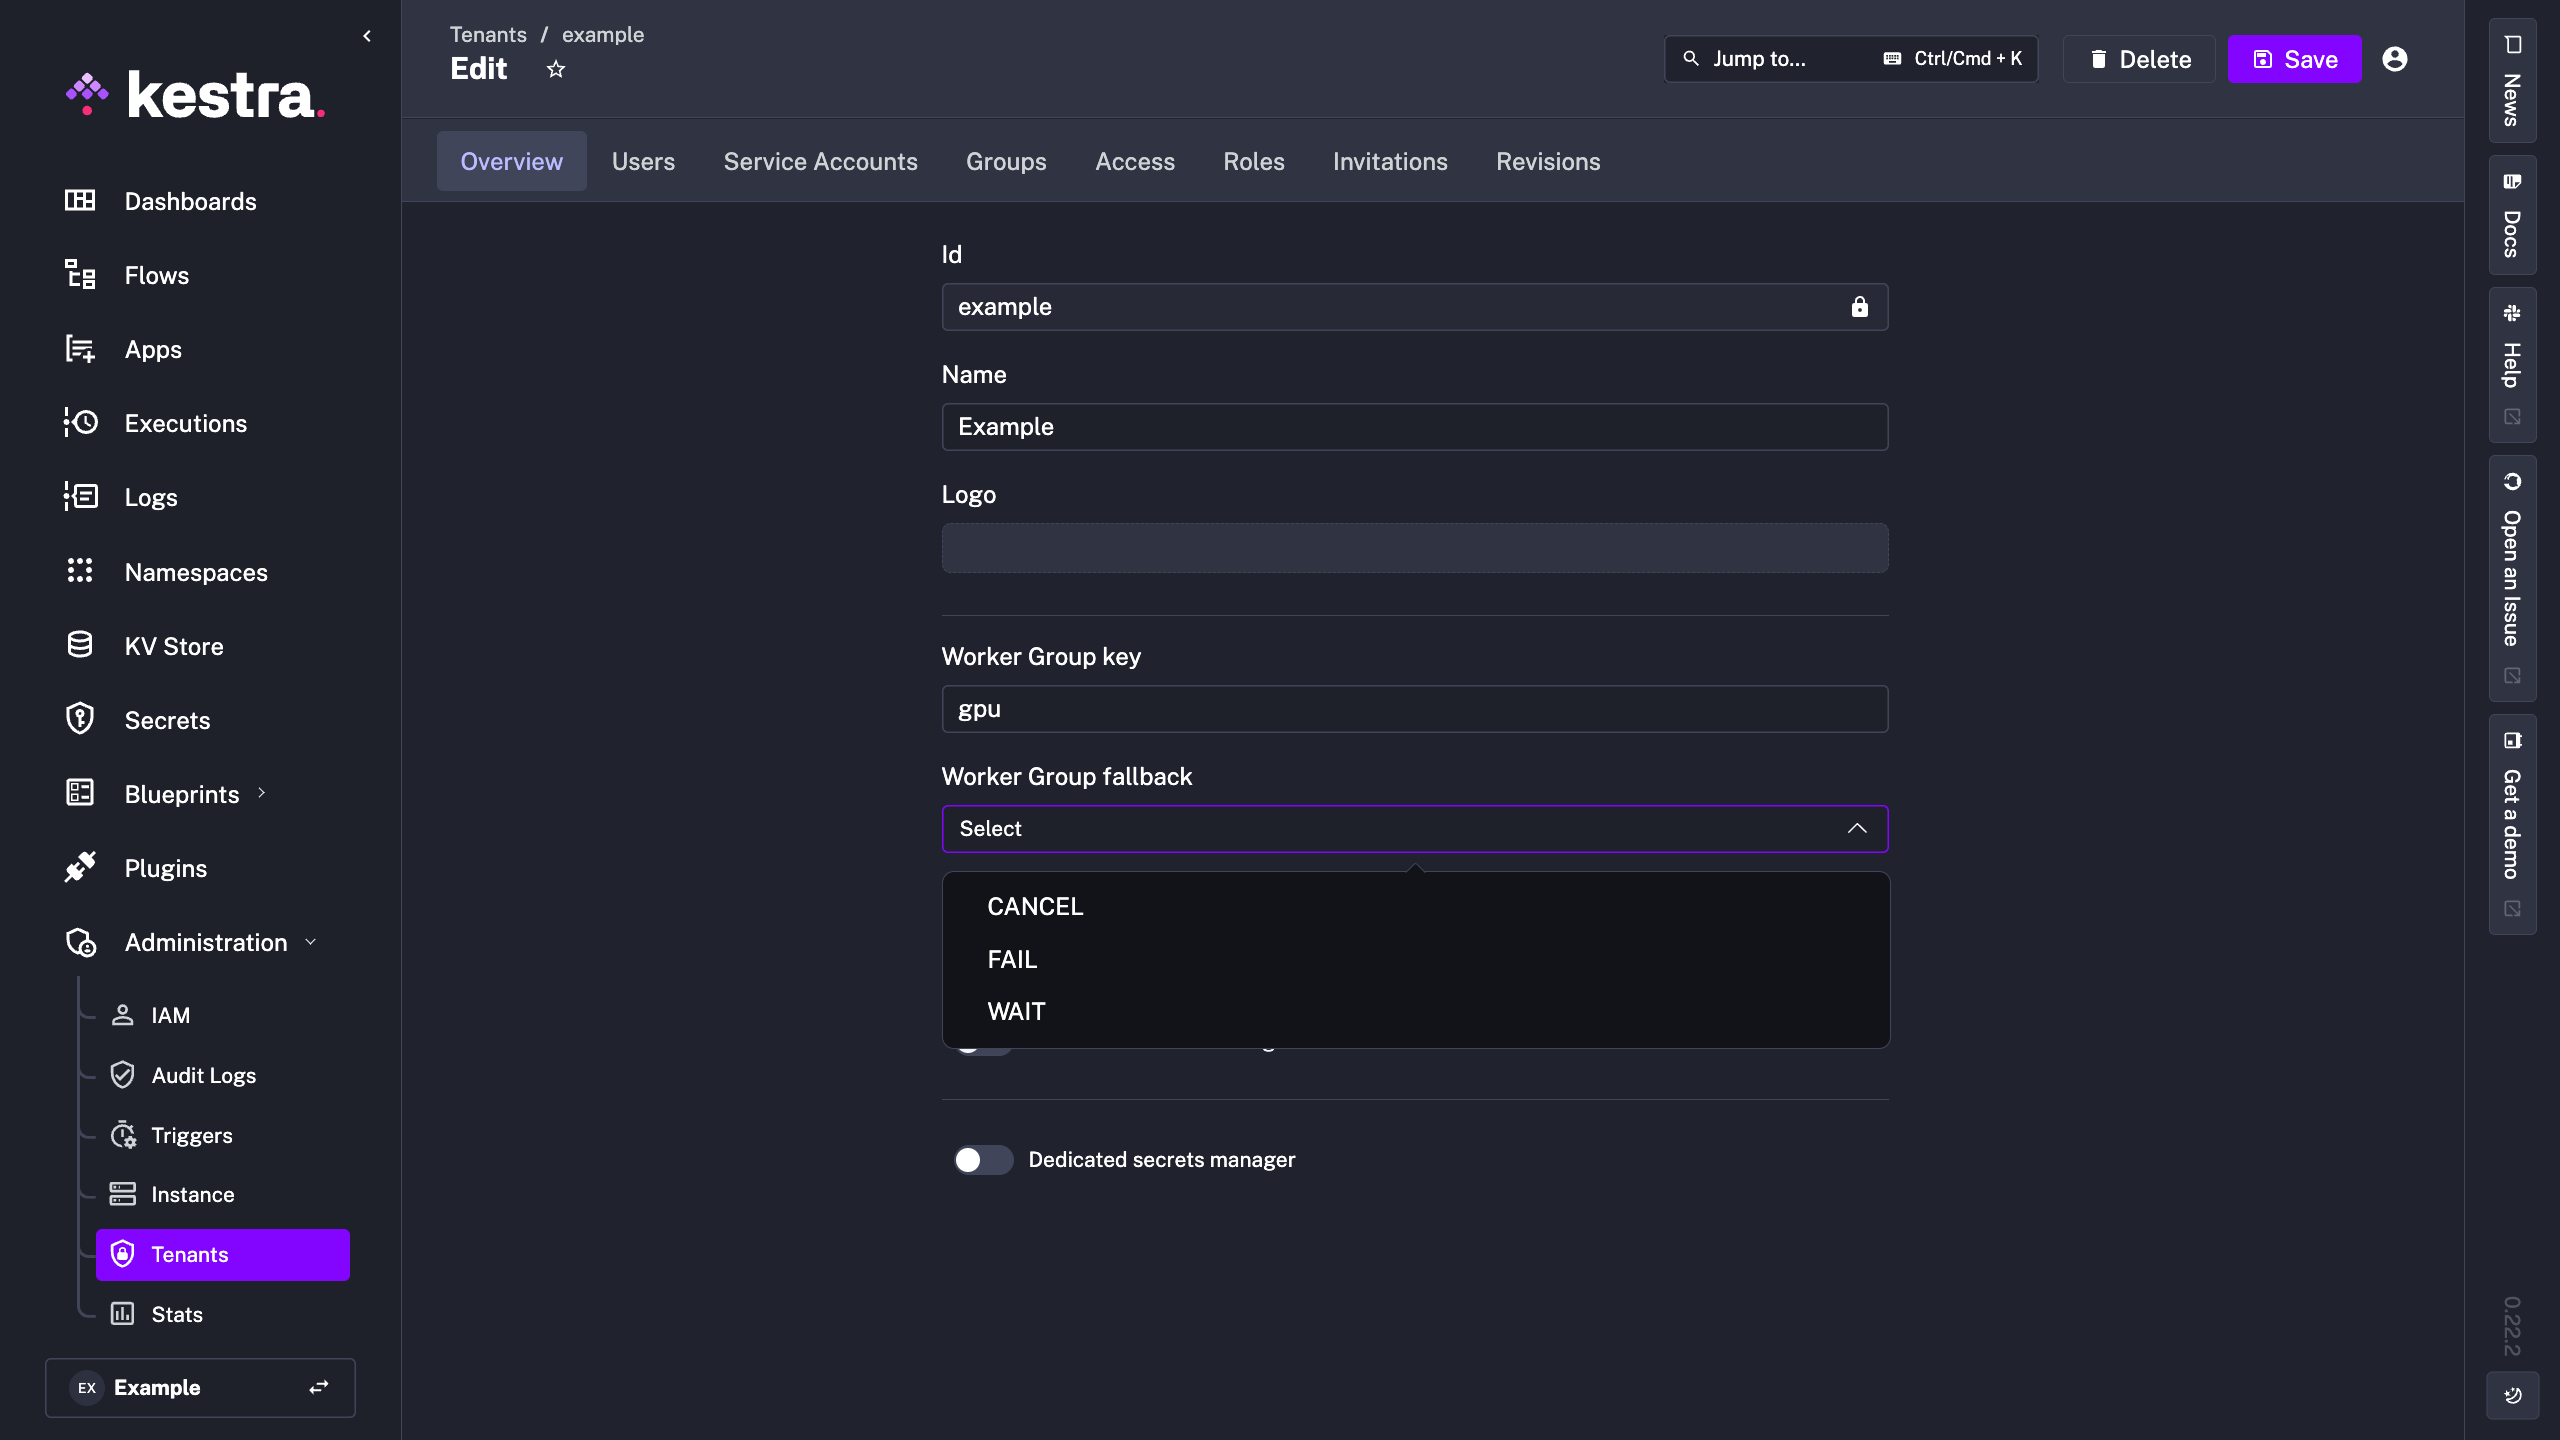 kestra.
Dashboards
Flows
Apps
Executions
Logs
Namespaces
KV Store
Secrets
Blueprints
Plugins
Administration
IAM
Audit Logs
Triggers
Instance
Tenants
Stats
EX Example
Tenants / example
Edit
Jump to... Ctrl/Cmd + K
Delete
Save
Overview Users Service Accounts Groups Access Roles Invitations Revisions
Id
example
Name
Example
Logo
Worker Group key
gpu
Worker Group fallback
Select
CANCEL
FAIL
WAIT
Dedicated secrets manager
News
Docs
Help
Open an Issue
Get a demo
0.22.2